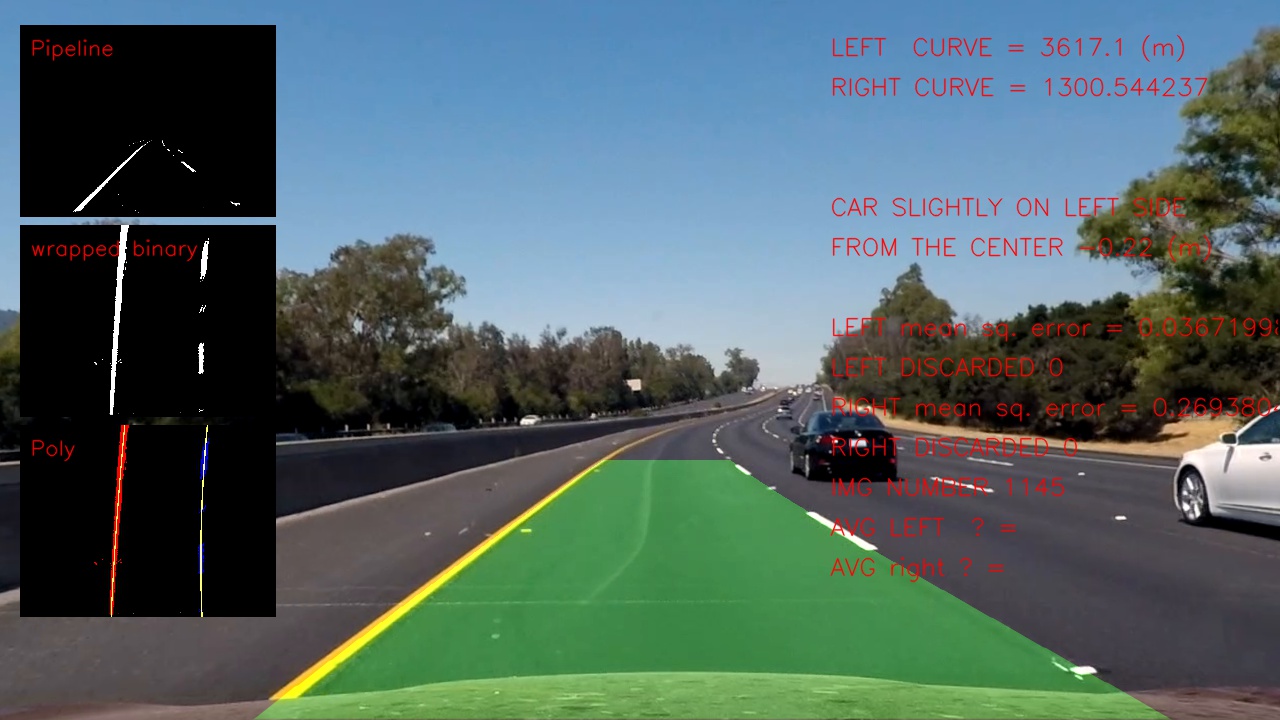 Pipeline
wrapped binary
Poly
LEFT CURVE = 3617.1 (m)
RIGHT CURVE = 1300.544237
CAR SLIGHTLY ON LEFT SIDE
FROM THE CENTER -0.22 (m)
LEFT mean sq. error = 0.0367199
LEFT DISCARDED 0
RIGHT mean sq. error = 0.269380
RIGHT DISCARDED 0
IMG NUMBER 1145
AVG LEFT ? =
AVG right ? =